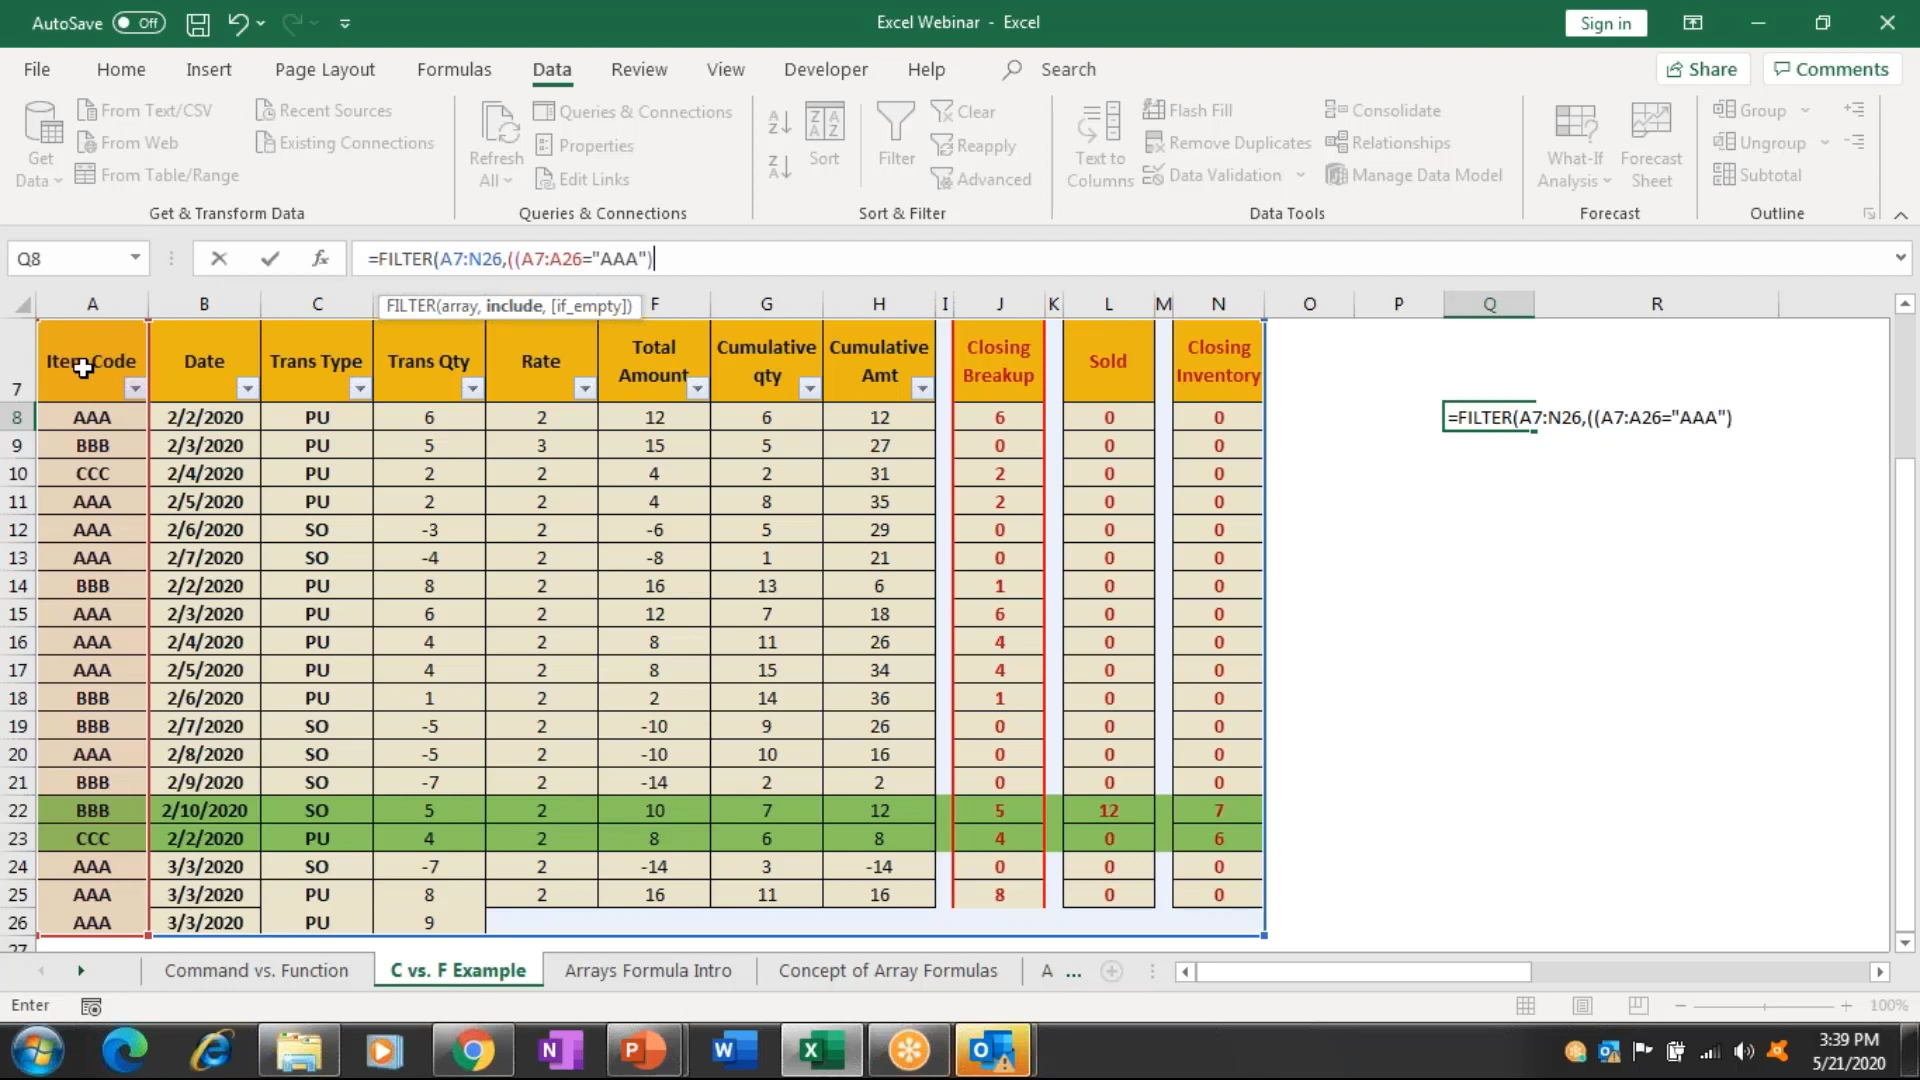 AutoSave Off Excel Webinar - Excel Sign in
File Home Insert Page Layout Formulas Data Review View Developer Help Search Share Comments
Get Data
From Text/CSV
From Web
From Table/Range
Recent Sources
Existing Connections
Get & Transform Data
Refresh All
Queries & Connections
Properties
Edit Links
Queries & Connections
Sort
Filter
Clear
Reapply
Advanced
Sort & Filter
Text to Columns
Flash Fill
Remove Duplicates
Data Validation
Consolidate
Relationships
Manage Data Model
Data Tools
What-If Analysis
Forecast Sheet
Forecast
Group
Ungroup
Subtotal
Outline
Q8 fx =FILTER(A7:N26,((A7:A26="AAA")
FILTER(array, include, [if_empty])
A B C F G H I J K L M N O P Q R
7 Item Code Date Trans Type Trans Qty Rate Total Amount Cumulative qty Cumulative Amt Closing Breakup Sold Closing Inventory
8 AAA 2/2/2020 PU 6 2 12 6 12 6 0 0 =FILTER(A7:N26,((A7:A26="AAA")
9 BBB 2/3/2020 PU 5 3 15 5 27 0 0 0
10 CCC 2/4/2020 PU 2 2 4 2 31 2 0 0
11 AAA 2/5/2020 PU 2 2 4 8 35 2 0 0
12 AAA 2/6/2020 SO -3 2 -6 5 29 0 0 0
13 AAA 2/7/2020 SO -4 2 -8 1 21 0 0 0
14 BBB 2/2/2020 PU 8 2 16 13 6 1 0 0
15 AAA 2/3/2020 PU 6 2 12 7 18 6 0 0
16 AAA 2/4/2020 PU 4 2 8 11 26 4 0 0
17 AAA 2/5/2020 PU 4 2 8 15 34 4 0 0
18 BBB 2/6/2020 PU 1 2 2 14 36 1 0 0
19 BBB 2/7/2020 SO -5 2 -10 9 26 0 0 0
20 AAA 2/8/2020 SO -5 2 -10 10 16 0 0 0
21 BBB 2/9/2020 SO -7 2 -14 2 2 0 0 0
22 BBB 2/10/2020 SO 5 2 10 7 12 5 12 7
23 CCC 2/2/2020 PU 4 2 8 6 8 4 0 6
24 AAA 3/3/2020 SO -7 2 -14 3 -14 0 0 0
25 AAA 3/3/2020 PU 8 2 16 11 16 8 0 0
26 AAA 3/3/2020 PU 9
27
Command vs. Function C vs. F Example Arrays Formula Intro Concept of Array Formulas A ...
Enter 100%
3:39 PM
5/21/2020